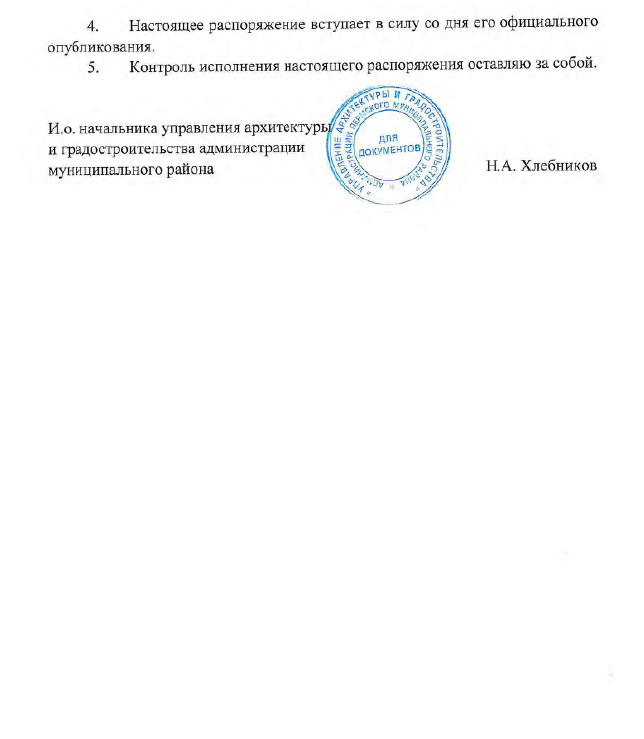 4. Настоящее распоряжение вступает в силу со дня его официального
опубликования.
5. Контроль исполнения настоящего распоряжения оставляю за собой.
И.о. начальника управления архитектуры
и градостроительства администрации
муниципального района
Н.А. Хлебников
УПРАВЛЕНИЕ АРХИТЕКТУРЫ И ГРАДОСТРОИТЕЛЬСТВА
АДМИНИСТРАЦИИ ПЕРМСКОГО МУНИЦИПАЛЬНОГО РАЙОНА
ДЛЯ
ДОКУМЕНТОВ